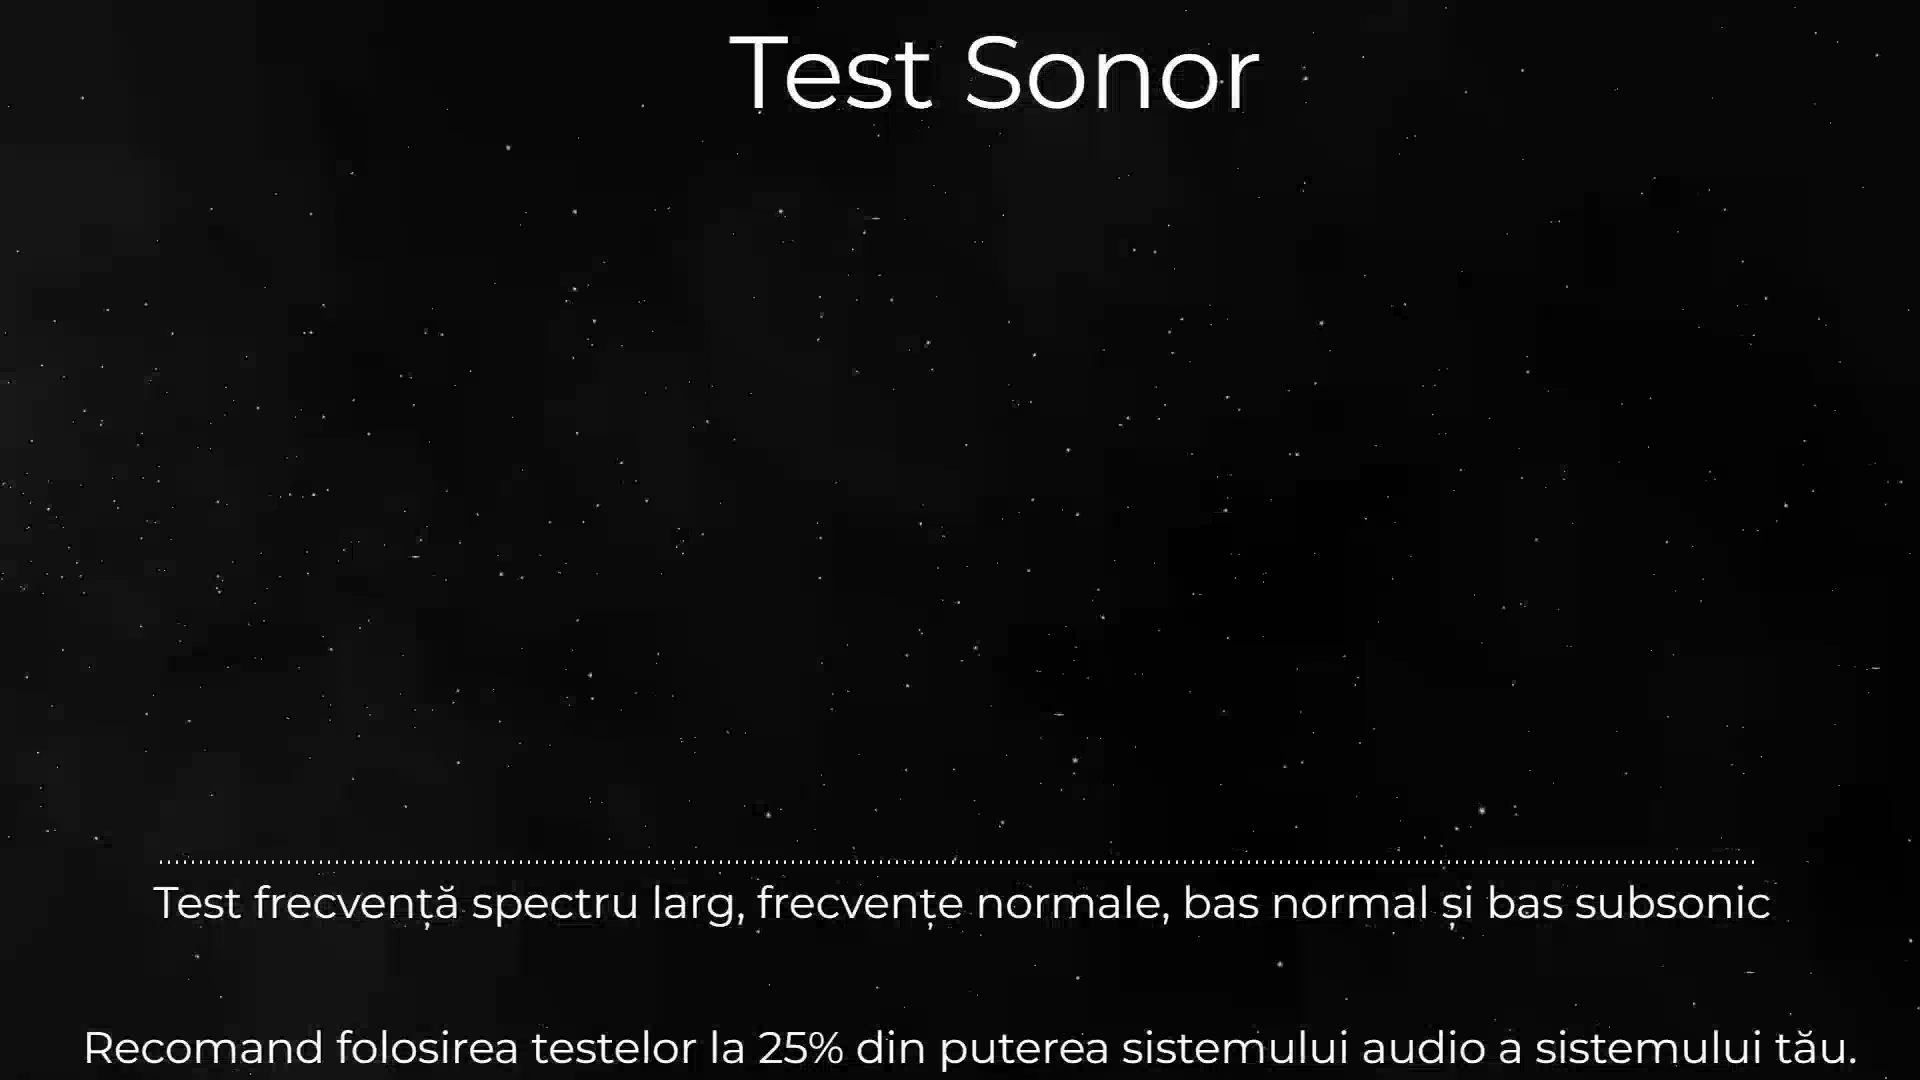 Test Sonor
Test frecvență spectru larg, frecvențe normale, bas normal și bas subsonic
Recomand folosirea testelor la 25% din puterea sistemului audio a sistemului tău.